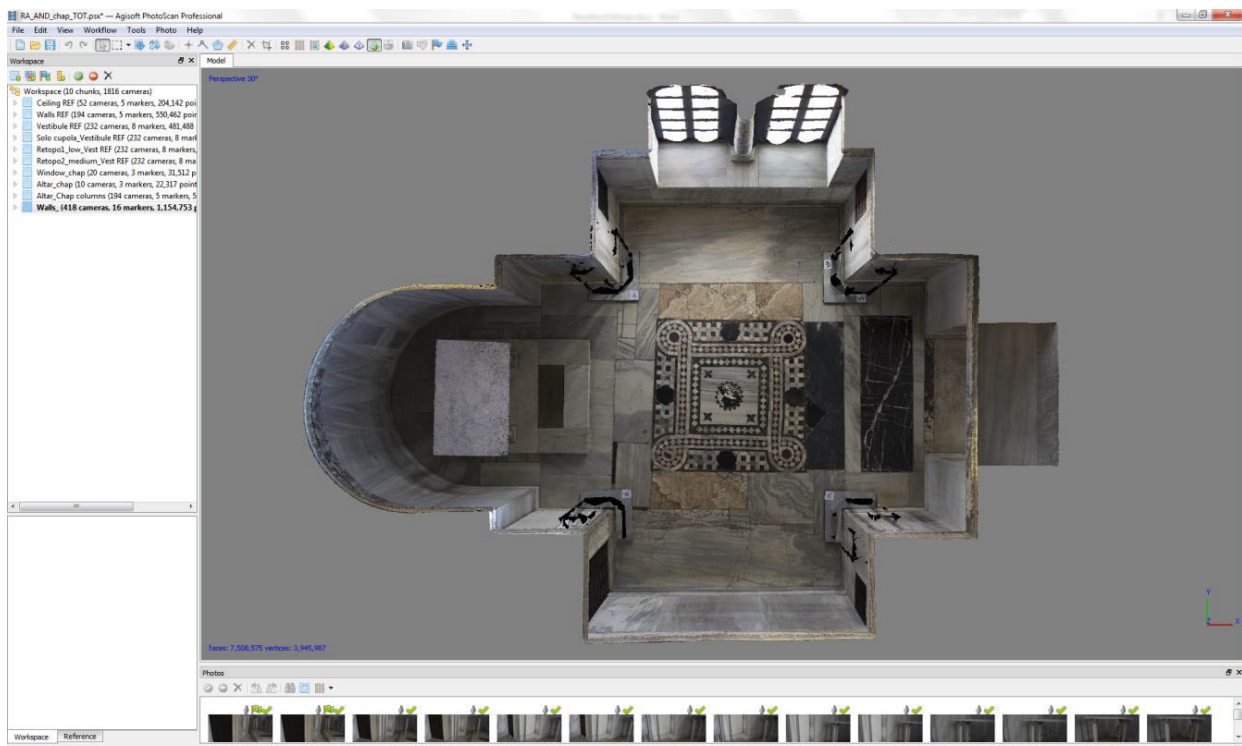 RA_AND_chap_TOT.psx* — Agisoft PhotoScan Professional
File Edit View Workflow Tools Photo Help
Workspace
Model
Workspace (10 chunks, 1816 cameras)
Ceiling REF (52 cameras, 5 markers, 204,142 poi
Walls REF (194 cameras, 5 markers, 550,462 poin
Vestibule REF (232 cameras, 8 markers, 481,488
Solo cupola_Vestibule REF (232 cameras, 8 mark
Retopo1_low_Vest REF (232 cameras, 8 markers,
Retopo2_medium_Vest REF (232 cameras, 8 ma
Window_chap (20 cameras, 3 markers, 31,512 p
Altar_chap (10 cameras, 3 markers, 22,317 point
Altar_Chap columns (194 cameras, 5 markers, 5
Walls_ (418 cameras, 16 markers, 1,154,753 p
Perspective 30°
Y
Z X
faces: 7,508,575 vertices: 3,945,987
Photos
Workspace Reference